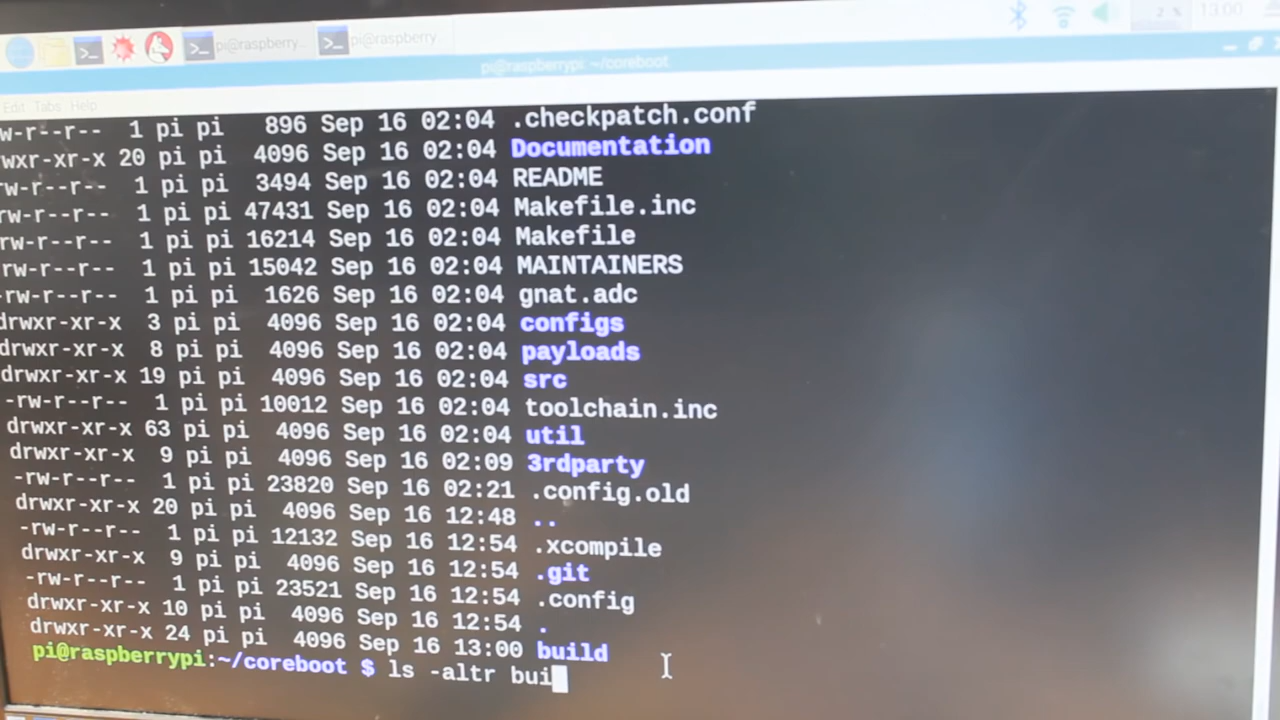 pi@raspberry...
pi@raspberry...
2 %
13:00
pi@raspberrypi: ~/coreboot
Edit Tabs Help
w-r--r-- 1 pi pi 896 Sep 16 02:04 .checkpatch.conf
wxr-xr-x 20 pi pi 4096 Sep 16 02:04 Documentation
rw-r--r-- 1 pi pi 3494 Sep 16 02:04 README
rw-r--r-- 1 pi pi 47431 Sep 16 02:04 Makefile.inc
rw-r--r-- 1 pi pi 16214 Sep 16 02:04 Makefile
rw-r--r-- 1 pi pi 15042 Sep 16 02:04 MAINTAINERS
-rw-r--r-- 1 pi pi 1626 Sep 16 02:04 gnat.adc
drwxr-xr-x 3 pi pi 4096 Sep 16 02:04 configs
drwxr-xr-x 8 pi pi 4096 Sep 16 02:04 payloads
drwxr-xr-x 19 pi pi 4096 Sep 16 02:04 src
-rw-r--r-- 1 pi pi 10012 Sep 16 02:04 toolchain.inc
drwxr-xr-x 63 pi pi 4096 Sep 16 02:04 util
drwxr-xr-x 9 pi pi 4096 Sep 16 02:09 3rdparty
-rw-r--r-- 1 pi pi 23820 Sep 16 02:21 .config.old
drwxr-xr-x 20 pi pi 4096 Sep 16 12:48 ..
-rw-r--r-- 1 pi pi 12132 Sep 16 12:54 .xcompile
drwxr-xr-x 9 pi pi 4096 Sep 16 12:54 .git
-rw-r--r-- 1 pi pi 23521 Sep 16 12:54 .config
drwxr-xr-x 10 pi pi 4096 Sep 16 12:54 .
drwxr-xr-x 24 pi pi 4096 Sep 16 13:00 build
pi@raspberrypi:~/coreboot $ ls -altr bui